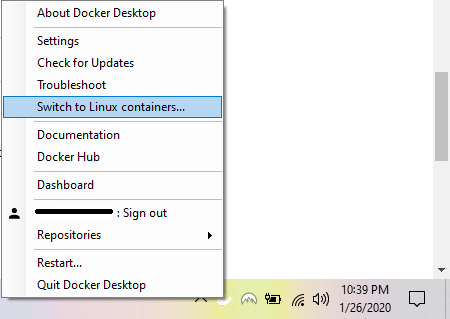 About Docker Desktop
Settings
Check for Updates
Troubleshoot
Switch to Linux containers...
Documentation
Docker Hub
Dashboard
: Sign out
Repositories
Restart...
Quit Docker Desktop
10:39 PM
1/26/2020